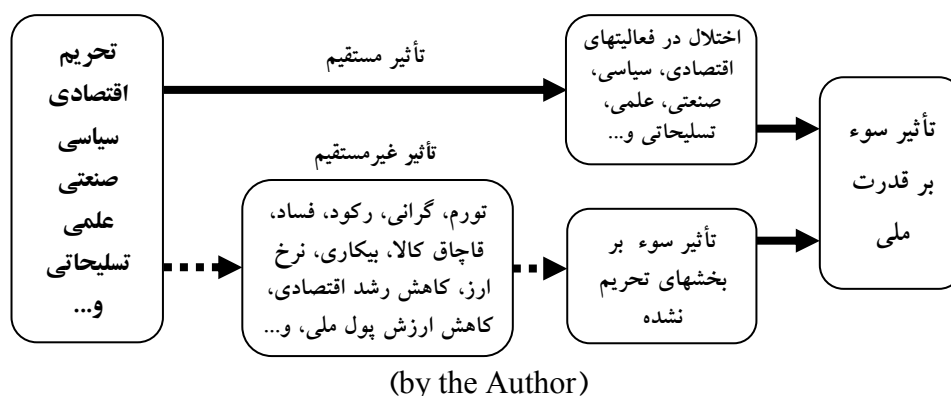 تحریم
اقتصادی
سیاسی
صنعتی
علمی
تسلیحاتی
و...
تأثیر مستقیم
اختلال در فعالیتهای
اقتصادی، سیاسی،
صنعتی، علمی،
تسلیحاتی و...
تأثیر غیرمستقیم
تورم، گرانی، رکود، فساد،
قاچاق کالا، بیکاری، نرخ
ارز، کاهش رشد اقتصادی،
کاهش ارزش پول ملی، و...
تأثیر سوء بر
بخشهای تحریم
نشده
تأثیر سوء
بر قدرت
ملی
(by the Author)